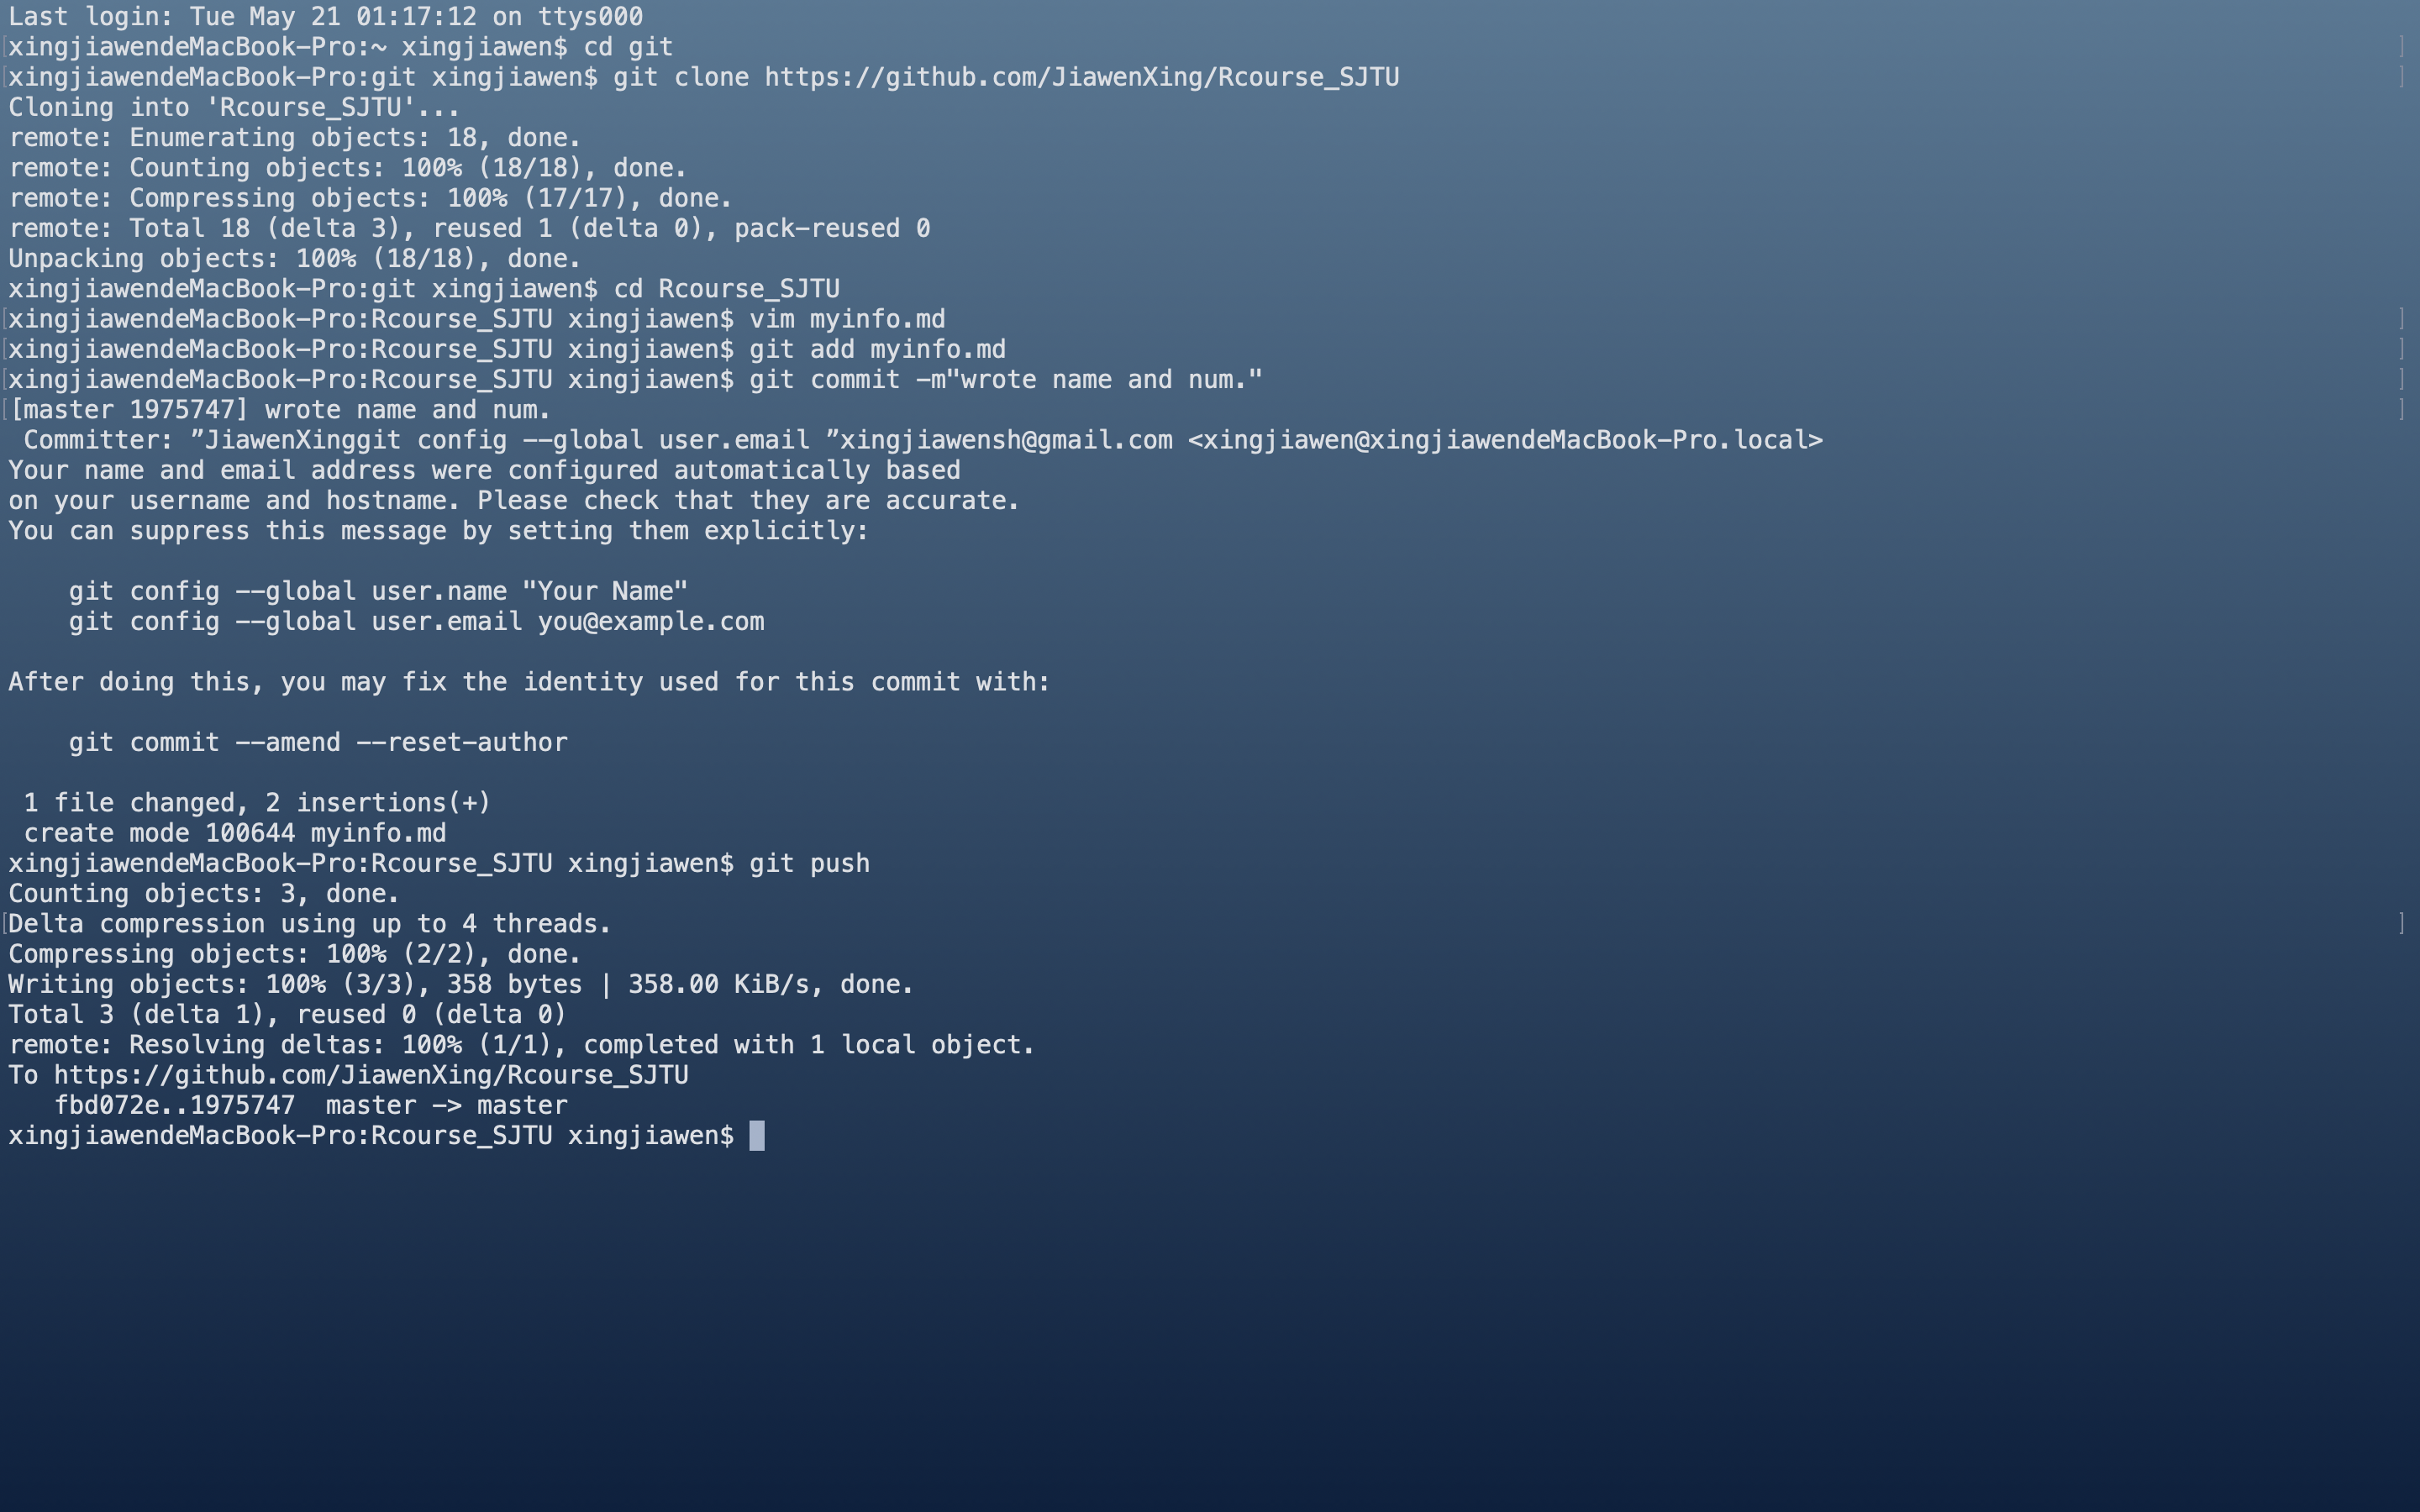 Last login: Tue May 21 01:17:12 on ttys000
[xingjiawendeMacBook-Pro:~ xingjiawen$ cd git ]
[xingjiawendeMacBook-Pro:git xingjiawen$ git clone https://github.com/JiawenXing/Rcourse_SJTU ]
Cloning into 'Rcourse_SJTU'...
remote: Enumerating objects: 18, done.
remote: Counting objects: 100% (18/18), done.
remote: Compressing objects: 100% (17/17), done.
remote: Total 18 (delta 3), reused 1 (delta 0), pack-reused 0
Unpacking objects: 100% (18/18), done.
xingjiawendeMacBook-Pro:git xingjiawen$ cd Rcourse_SJTU
[xingjiawendeMacBook-Pro:Rcourse_SJTU xingjiawen$ vim myinfo.md ]
[xingjiawendeMacBook-Pro:Rcourse_SJTU xingjiawen$ git add myinfo.md ]
[xingjiawendeMacBook-Pro:Rcourse_SJTU xingjiawen$ git commit -m"wrote name and num." ]
[[master 1975747] wrote name and num. ]
 Committer: ”JiawenXinggit config --global user.email ”xingjiawensh@gmail.com <xingjiawen@xingjiawendeMacBook-Pro.local>
Your name and email address were configured automatically based
on your username and hostname. Please check that they are accurate.
You can suppress this message by setting them explicitly:

    git config --global user.name "Your Name"
    git config --global user.email you@example.com

After doing this, you may fix the identity used for this commit with:

    git commit --amend --reset-author

 1 file changed, 2 insertions(+)
 create mode 100644 myinfo.md
xingjiawendeMacBook-Pro:Rcourse_SJTU xingjiawen$ git push
Counting objects: 3, done.
[Delta compression using up to 4 threads. ]
Compressing objects: 100% (2/2), done.
Writing objects: 100% (3/3), 358 bytes | 358.00 KiB/s, done.
Total 3 (delta 1), reused 0 (delta 0)
remote: Resolving deltas: 100% (1/1), completed with 1 local object.
To https://github.com/JiawenXing/Rcourse_SJTU
   fbd072e..1975747  master -> master
xingjiawendeMacBook-Pro:Rcourse_SJTU xingjiawen$